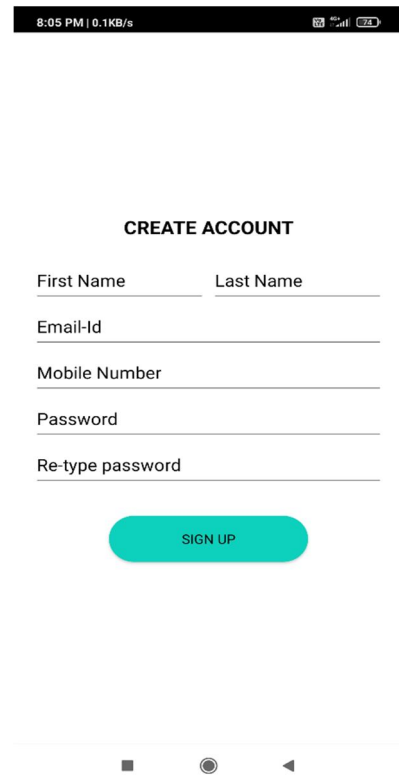 8:05 PM | 0.1KB/s 4G+ 74
CREATE ACCOUNT
First Name Last Name
Email-Id
Mobile Number
Password
Re-type password
SIGN UP